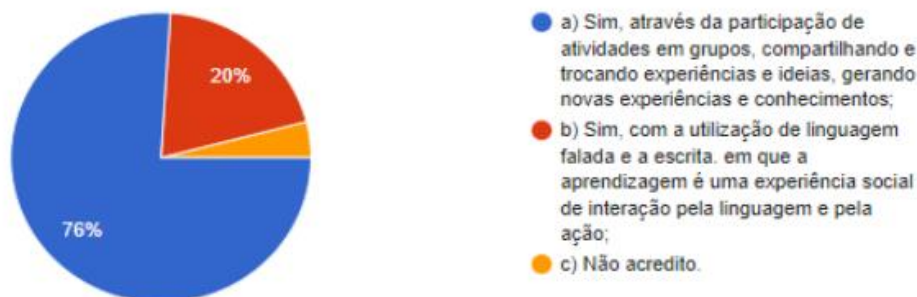 20%
76%
a) Sim, através da participação de
atividades em grupos, compartilhando e
trocando experiências e ideias, gerando
novas experiências e conhecimentos;
b) Sim, com a utilização de linguagem
falada e a escrita. em que a
aprendizagem é uma experiência social
de interação pela linguagem e pela
ação;
c) Não acredito.